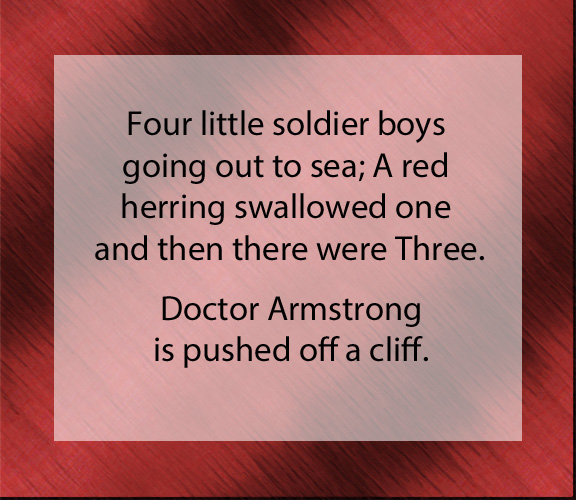 Four little soldier boys
going out to sea; A red
herring swallowed one
and then there were Three.
Doctor Armstrong
is pushed off a cliff.